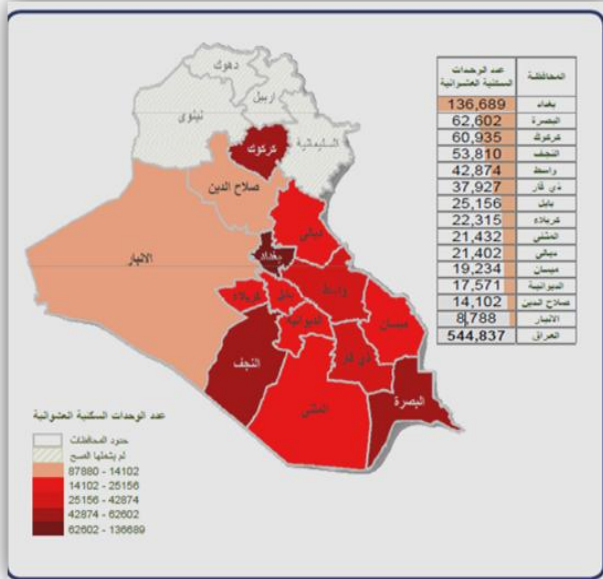 دهوك
اربيل
نينوى
السليمانية
كركوك
صلاح الدين
ديالى
الانبار
بغداد
واسط
كربلاء
بابل
الديوانية
ميسان
النجف
ذي قار
المثنى
البصرة
المحافظة عدد الوحدات السكنية العشوائية
بغداد 136,689
البصرة 62,602
كركوك 60,935
النجف 53,810
واسط 42,874
ذي قار 37,927
بابل 25,156
كربلاء 22,315
المثنى 21,432
ديالى 21,402
ميسان 19,234
الديوانية 17,571
صلاح الدين 14,102
الانبار 8,788
العراق 544,837
عدد الوحدات السكنية العشوائية
حدود المحافظات
لم يشملها المسح
87880 - 14102
14102 - 25156
25156 - 42874
42874 - 62602
62602 - 136689